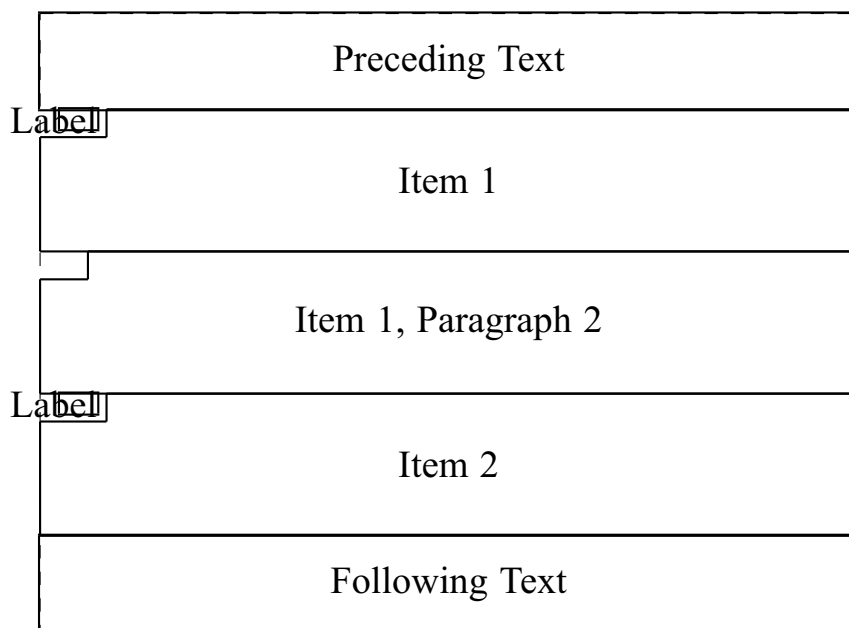 Preceding Text
Label
Item 1
Item 1, Paragraph 2
Label
Item 2
Following Text